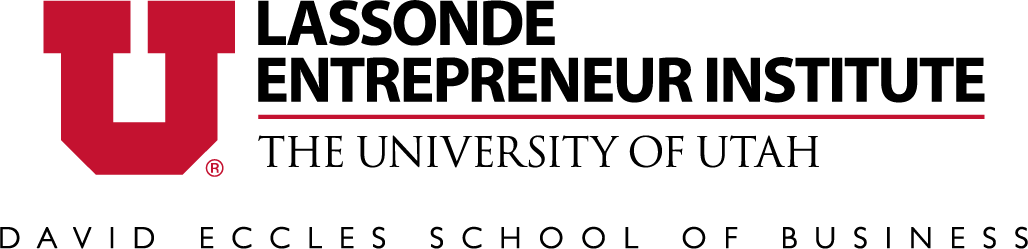 U®
LASSONDE
ENTREPRENEUR INSTITUTE
THE UNIVERSITY OF UTAH
DAVID ECCLES SCHOOL OF BUSINESS